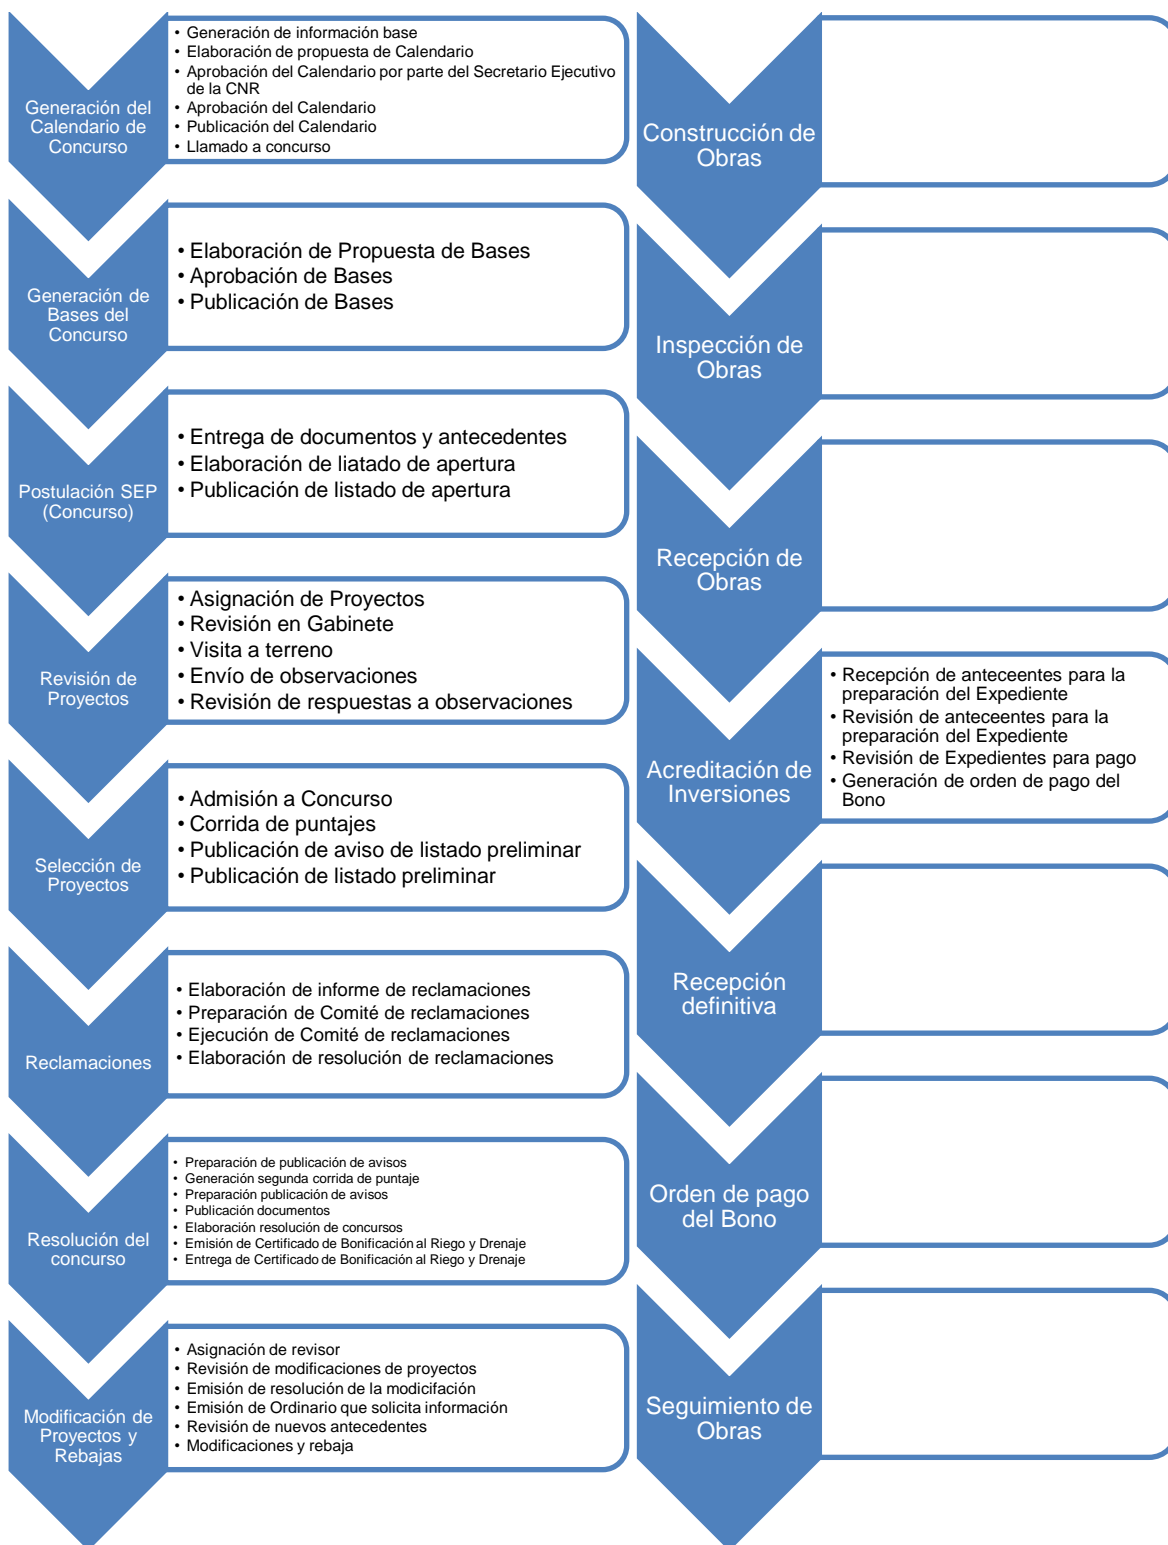 Generación del
Calendario de
Concurso
• Generación de información base
• Elaboración de propuesta de Calendario
• Aprobación del Calendario por parte del Secretario Ejecutivo
de la CNR
• Aprobación del Calendario
• Publicación del Calendario
• Llamado a concurso
Generación de
Bases del
Concurso
• Elaboración de Propuesta de Bases
• Aprobación de Bases
• Publicación de Bases
Postulación SEP
(Concurso)
• Entrega de documentos y antecedentes
• Elaboración de liatado de apertura
• Publicación de listado de apertura
Revisión de
Proyectos
• Asignación de Proyectos
• Revisión en Gabinete
• Visita a terreno
• Envío de observaciones
• Revisión de respuestas a observaciones
Selección de
Proyectos
• Admisión a Concurso
• Corrida de puntajes
• Publicación de aviso de listado preliminar
• Publicación de listado preliminar
Reclamaciones
• Elaboración de informe de reclamaciones
• Preparación de Comité de reclamaciones
• Ejecución de Comité de reclamaciones
• Elaboración de resolución de reclamaciones
Resolución del
concurso
• Preparación de publicación de avisos
• Generación segunda corrida de puntaje
• Preparación publicación de avisos
• Publicación documentos
• Elaboración resolución de concursos
• Emisión de Certificado de Bonificación al Riego y Drenaje
• Entrega de Certificado de Bonificación al Riego y Drenaje
Modificación de
Proyectos y
Rebajas
• Asignación de revisor
• Revisión de modificaciones de proyectos
• Emisión de resolución de la modicifación
• Emisión de Ordinario que solicita información
• Revisión de nuevos antecedentes
• Modificaciones y rebaja
Construcción de
Obras
Inspección de
Obras
Recepción de
Obras
Acreditación de
Inversiones
• Recepción de anteceentes para la
preparación del Expediente
• Revisión de anteceentes para la
preparación del Expediente
• Revisión de Expedientes para pago
• Generación de orden de pago del
Bono
Recepción
definitiva
Orden de pago
del Bono
Seguimiento de
Obras